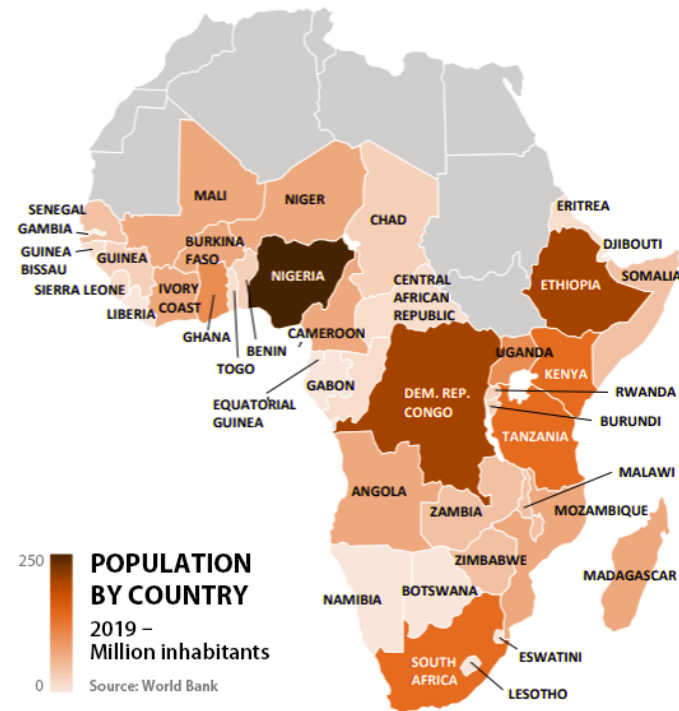 MALI
NIGER
CHAD
ERITREA
SENEGAL
GAMBIA
GUINEA
BISSAU
GUINEA
BURKINA
FASO
NIGERIA
DJIBOUTI
SOMALIA
ETHIOPIA
SIERRA LEONE
IVORY
COAST
LIBERIA
GHANA
TOGO
BENIN
CAMEROON
CENTRAL
AFRICAN
REPUBLIC
EQUATORIAL
GUINEA
GABON
DEM. REP.
CONGO
UGANDA
KENYA
RWANDA
BURUNDI
TANZANIA
MALAWI
ANGOLA
ZAMBIA
MOZAMBIQUE
ZIMBABWE
MADAGASCAR
NAMIBIA
BOTSWANA
SOUTH
AFRICA
ESWATINI
LESOTHO
250
0
POPULATION
BY COUNTRY
2019 –
Million inhabitants
Source: World Bank